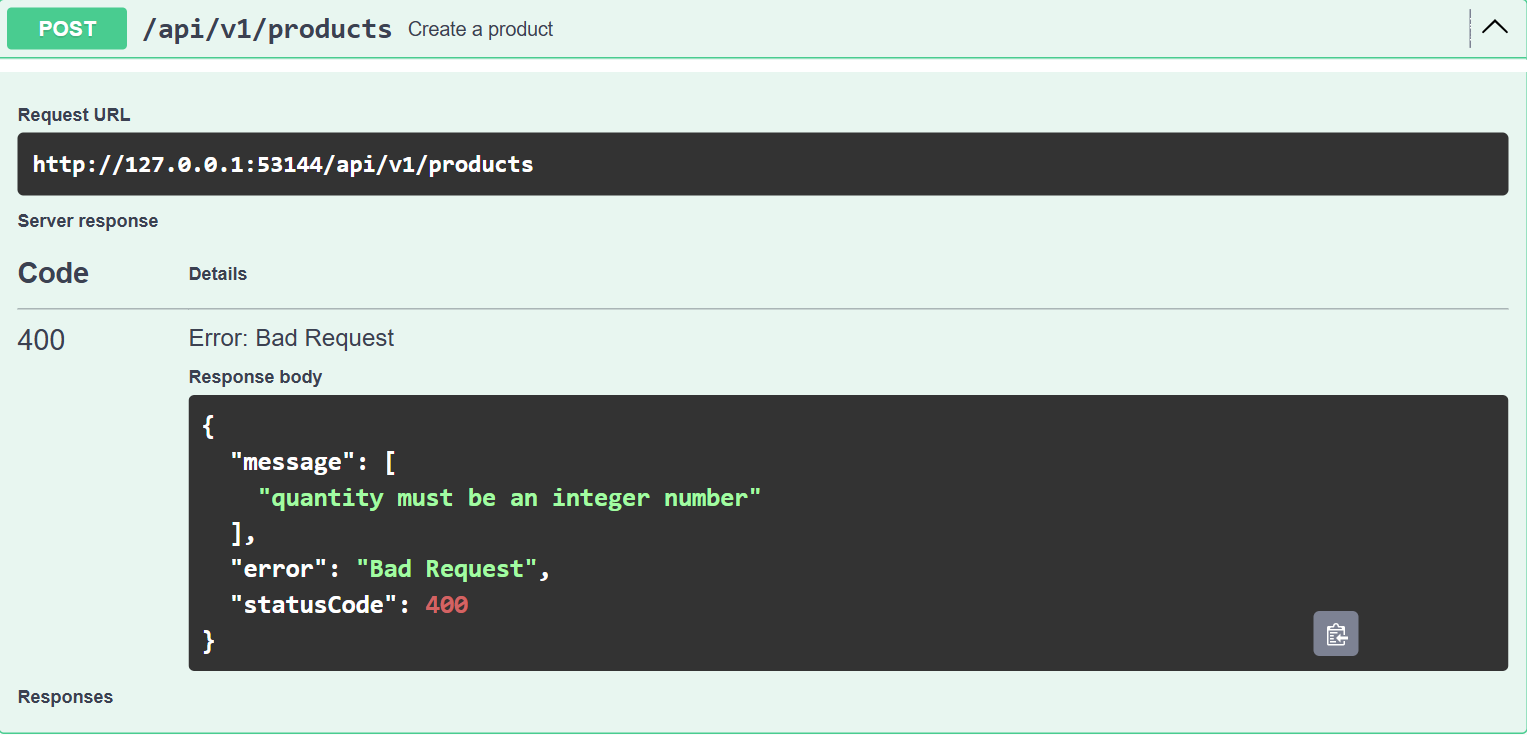 POST /api/v1/products Create a product
Request URL
http://127.0.0.1:53144/api/v1/products
Server response
Code Details
400 Error: Bad Request
Response body
{
  "message": [
    "quantity must be an integer number"
  ],
  "error": "Bad Request",
  "statusCode": 400
}
Responses